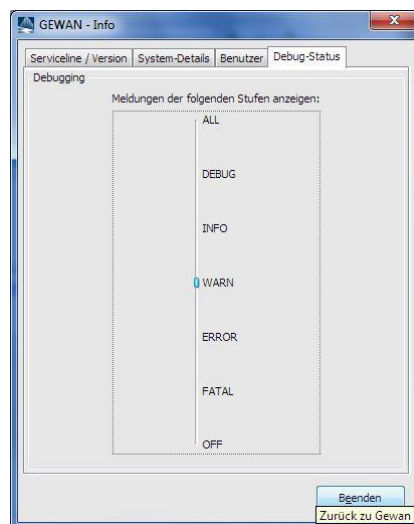 GEWAN - Info
Serviceline / Version System-Details Benutzer Debug-Status
Debugging
Meldungen der folgenden Stufen anzeigen:
ALL
DEBUG
INFO
WARN
ERROR
FATAL
OFF
Beenden
Zurück zu Gewan